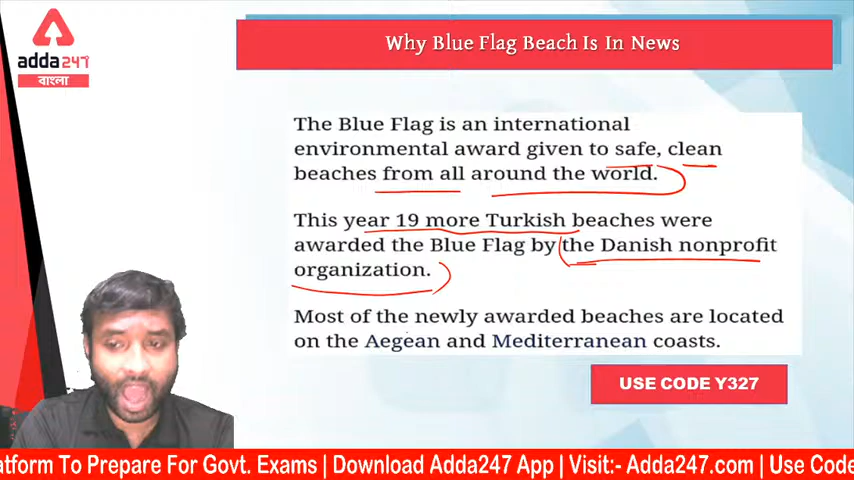 adda247
বাংলা
Why Blue Flag Beach Is In News
The Blue Flag is an international
environmental award given to safe, clean
beaches from all around the world.
This year 19 more Turkish beaches were
awarded the Blue Flag by the Danish nonprofit
organization.
Most of the newly awarded beaches are located
on the Aegean and Mediterranean coasts.
USE CODE Y327
atform To Prepare For Govt. Exams | Download Adda247 App | Visit:- Adda247.com | Use Code